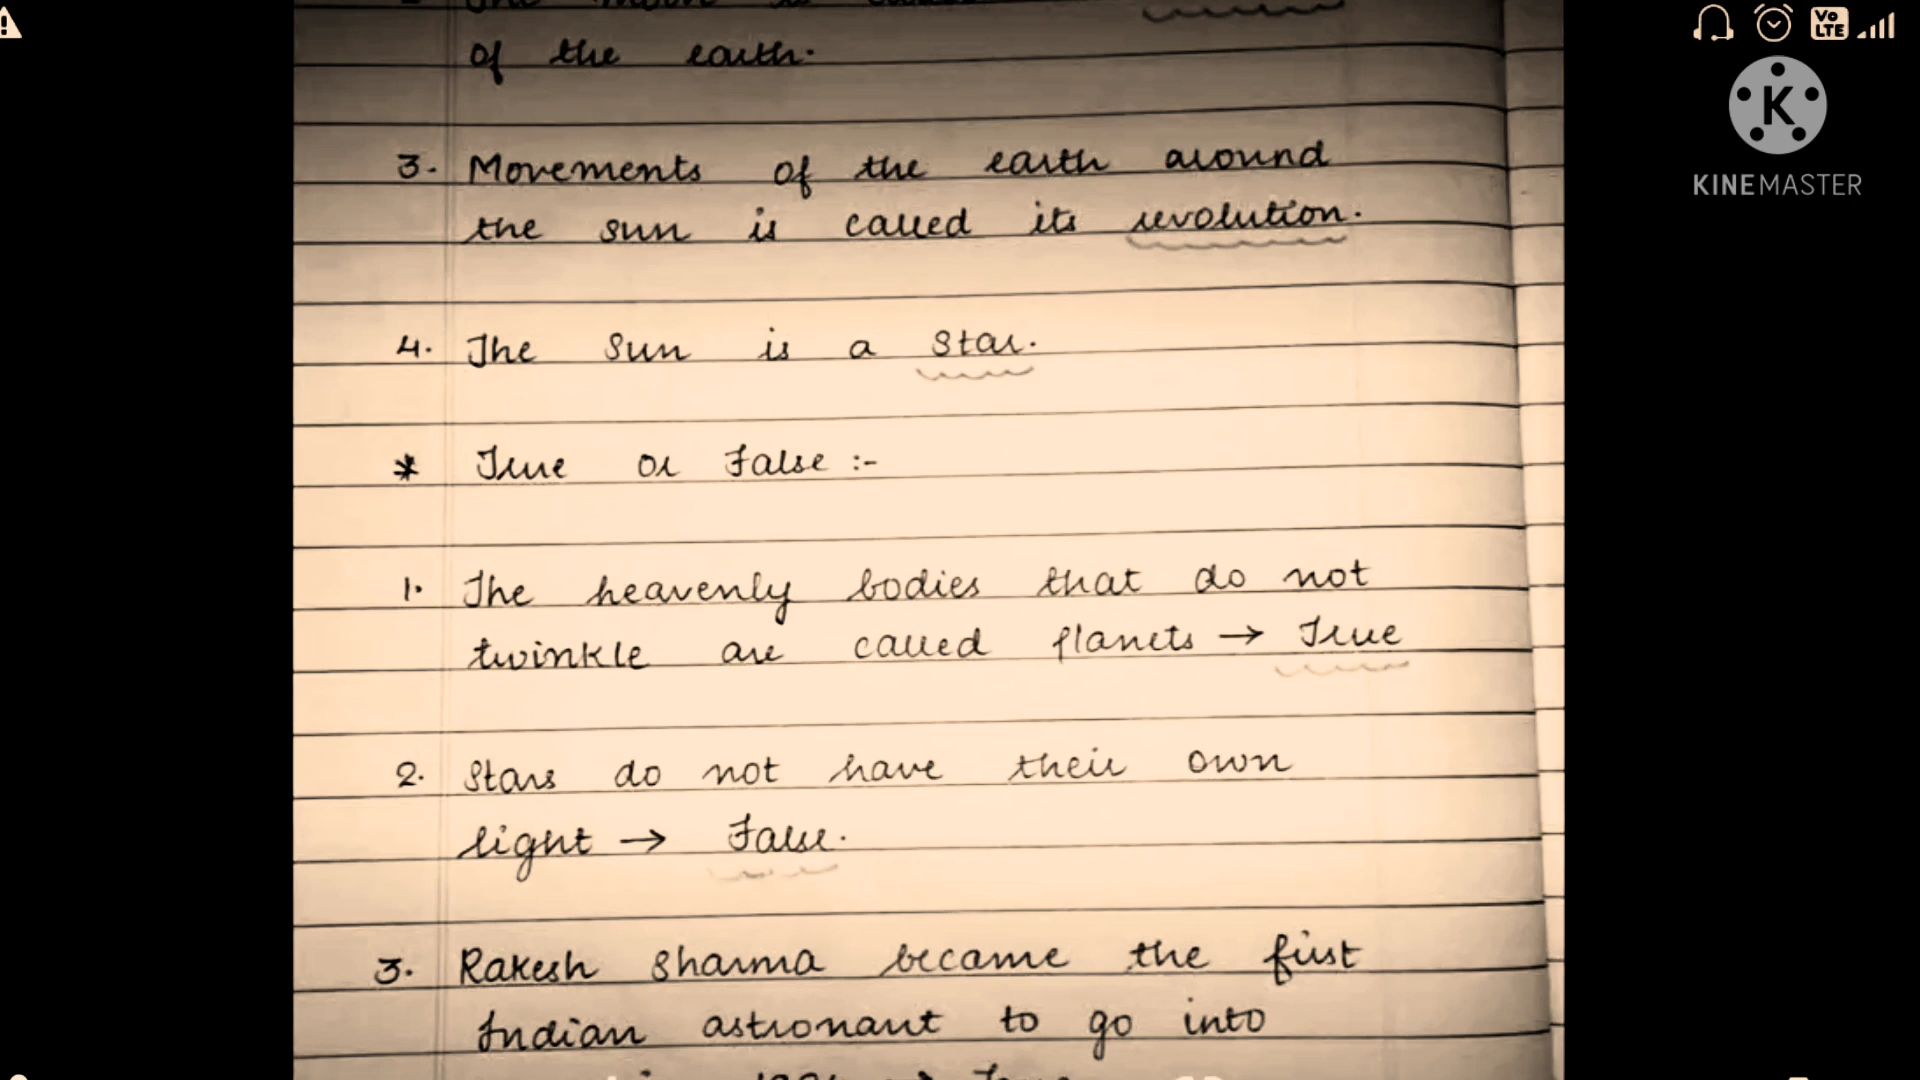 of the earth.
3. Movements of the earth around
the sun is called its revolution.
4. The Sun is a Star.
* True or False :-
1. The heavenly bodies that do not
twinkle are called planets → True
2. Stars do not have their own
light → False.
3. Rakesh Sharma became the first
Indian astronant to go into
VoLTE
K
KINEMASTER